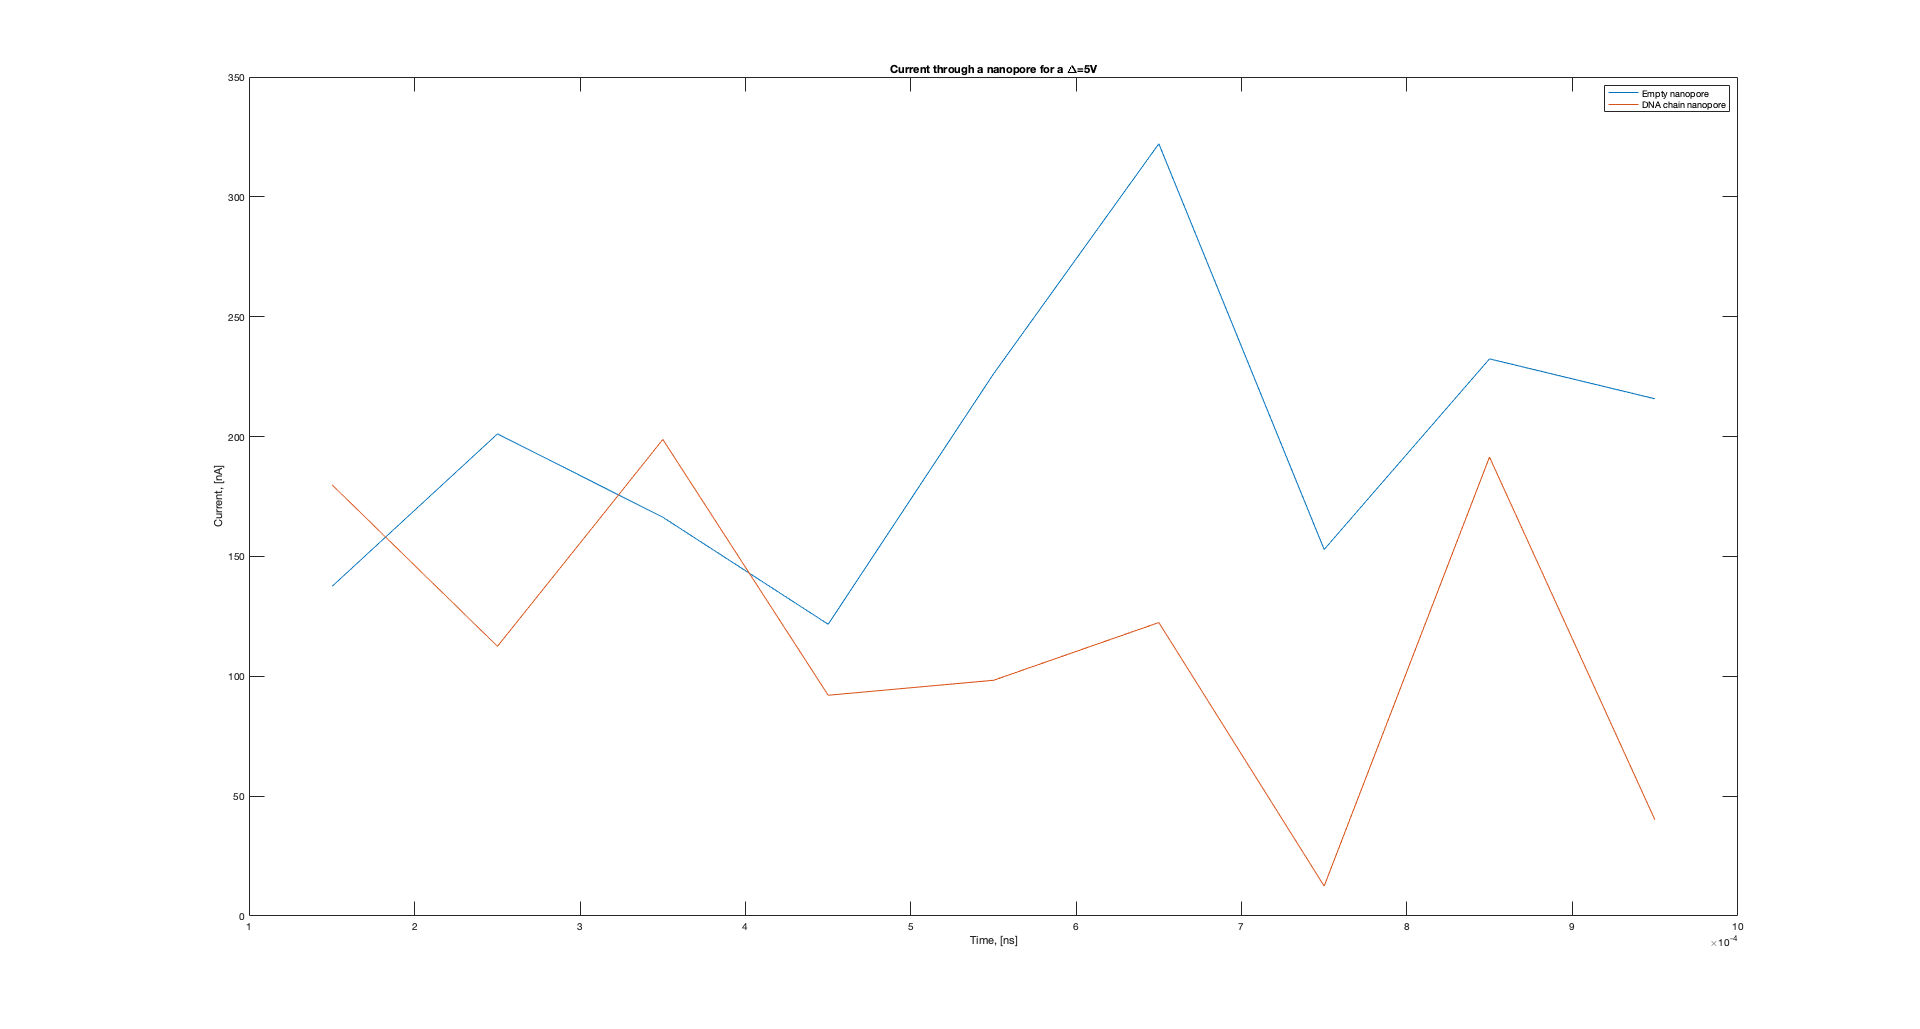 Current through a nanopore for a Δ=5V
Empty nanopore
DNA chain nanopore
350
300
250
200
150
100
50
0
Current, [nA]
1 2 3 4 5 6 7 8 9 10
Time, [ns]
×10⁻⁴